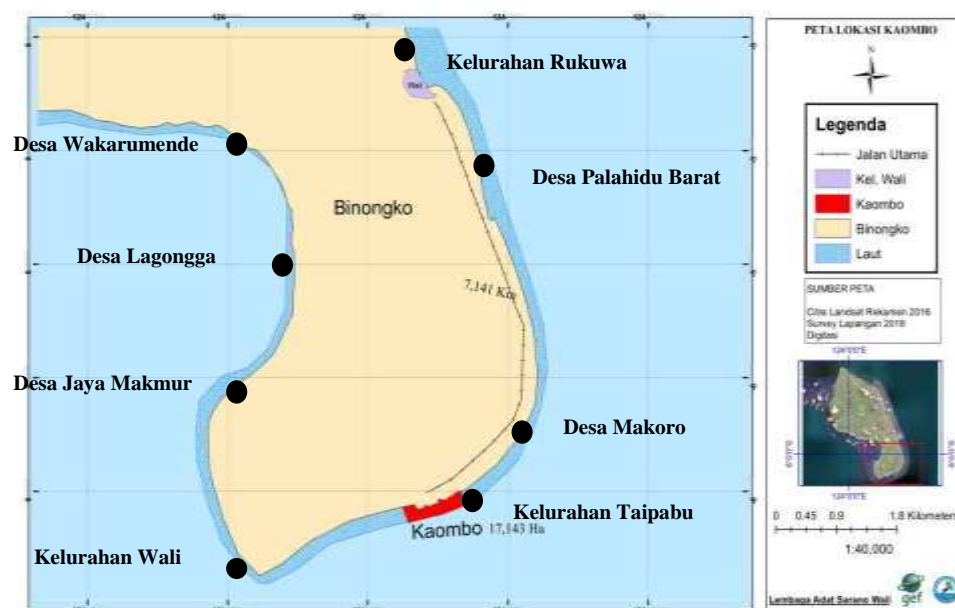 Kelurahan Rukuwa
Wali
Desa Wakarumende
Desa Palahidu Barat
Binongko
Desa Lagongga
7,141 Km
Desa Jaya Makmur
Desa Makoro
Kelurahan Taipabu
Kaombo 17,143 Ha
Kelurahan Wali
PETA LOKASI KAOMBO
N
Legenda
Jalan Utama
Kel. Wali
Kaombo
Binongko
Laut
SUMBER PETA
Citra Landsat Rekaman 2016
Survey Lapangan 2018
Digitasi
0 0.45 0.9 1.8 Kilometers
1:40,000
Lembaga Adat Sarano Wali
gef